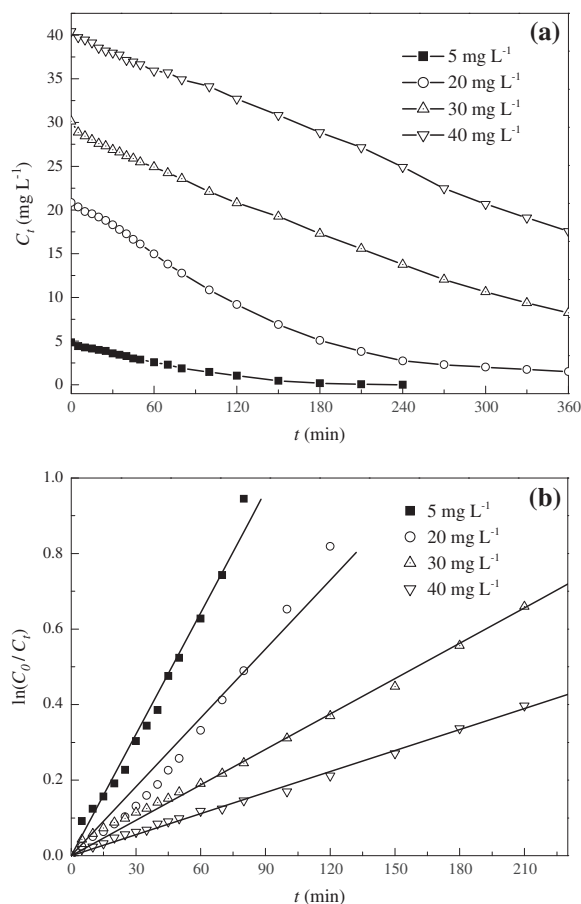 (a)
5 mg L⁻¹
20 mg L⁻¹
30 mg L⁻¹
40 mg L⁻¹
40
35
30
25
20
15
10
5
0
Cₜ (mg L⁻¹)
0 60 120 180 240 300 360
t (min)
(b)
5 mg L⁻¹
20 mg L⁻¹
30 mg L⁻¹
40 mg L⁻¹
1.0
0.8
0.6
0.4
0.2
0.0
ln(C₀/Cₜ)
0 30 60 90 120 150 180 210
t (min)